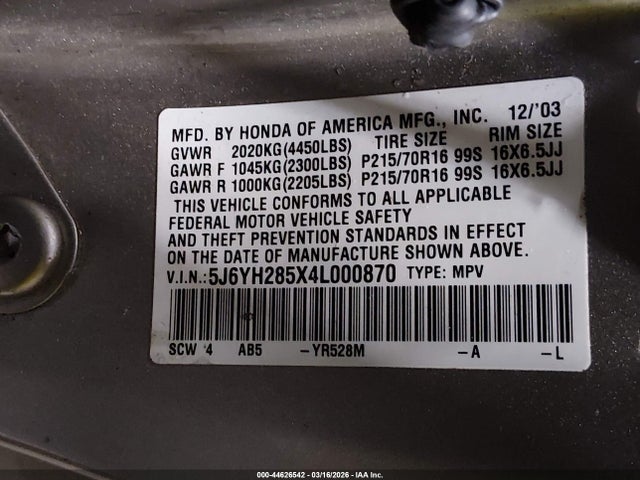 MFD. BY HONDA OF AMERICA MFG., INC. 12/'03
GVWR 2020KG(4450LBS) TIRE SIZE RIM SIZE
GAWR F 1045KG(2300LBS) P215/70R16 99S 16X6.5JJ
GAWR R 1000KG(2205LBS) P215/70R16 99S 16X6.5JJ
THIS VEHICLE CONFORMS TO ALL APPLICABLE
FEDERAL MOTOR VEHICLE SAFETY
AND THEFT PREVENTION STANDARDS IN EFFECT
ON THE DATE OF MANUFACTURE SHOWN ABOVE.
V.I.N.: 5J6YH285X4L000870 TYPE: MPV
SCW '4 AB5 -YR528M -A -L
000-44626542 - 03/16/2026 - IAA Inc.